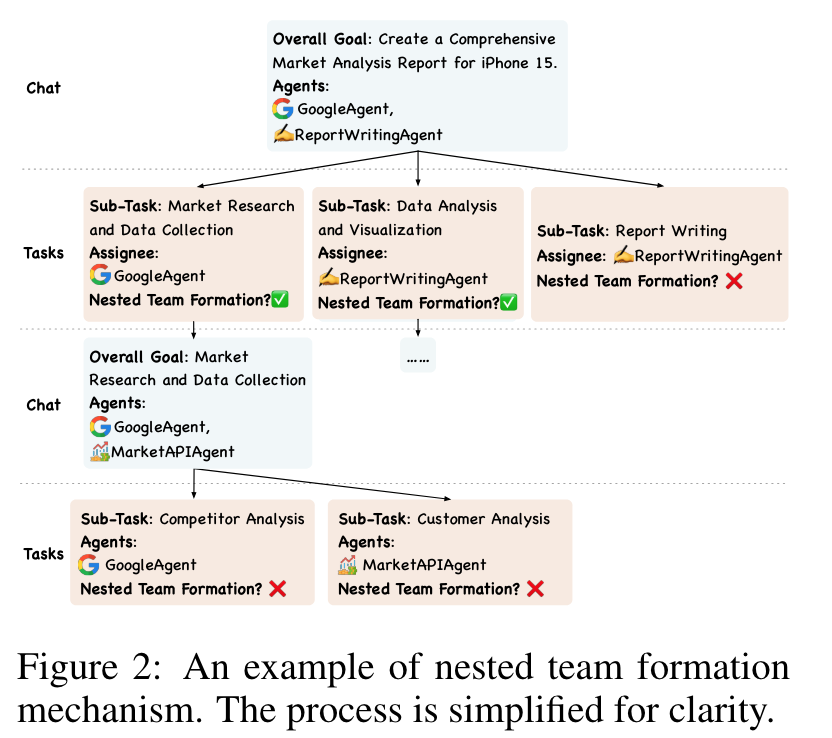 Chat
Overall Goal: Create a Comprehensive
Market Analysis Report for iPhone 15.
Agents:
GoogleAgent,
ReportWritingAgent
Tasks
Sub-Task: Market Research
and Data Collection
Assignee:
GoogleAgent
Nested Team Formation?
Sub-Task: Data Analysis
and Visualization
Assignee:
ReportWritingAgent
Nested Team Formation?
Sub-Task: Report Writing
Assignee: ReportWritingAgent
Nested Team Formation?
Chat
Overall Goal: Market
Research and Data Collection
Agents:
GoogleAgent,
MarketAPIAgent
......
Tasks
Sub-Task: Competitor Analysis
Agents:
GoogleAgent
Nested Team Formation?
Sub-Task: Customer Analysis
Agents:
MarketAPIAgent
Nested Team Formation?
Figure 2: An example of nested team formation
mechanism. The process is simplified for clarity.